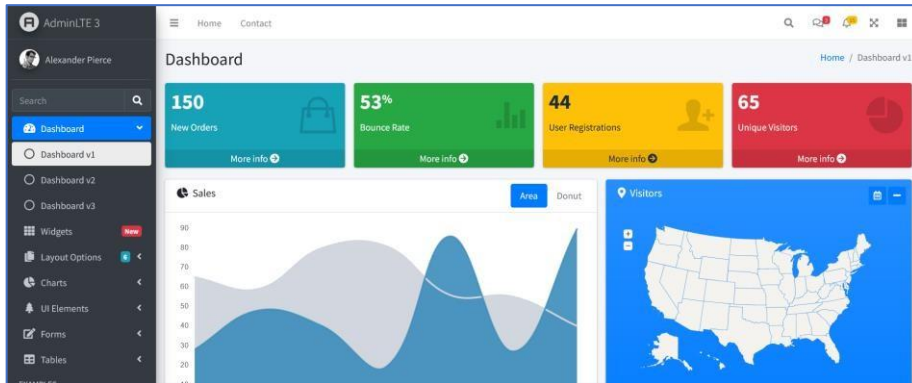 AdminLTE 3
Home Contact
Alexander Pierce
Dashboard
Home / Dashboard v1
Search
150
New Orders
More info
53%
Bounce Rate
More info
44
User Registrations
More info
65
Unique Visitors
More info
Dashboard
Dashboard v1
Dashboard v2
Dashboard v3
Widgets New
Layout Options 6
Charts
UI Elements
Forms
Tables
Sales
Area Donut
90
80
70
60
50
40
30
20
Visitors
+
-